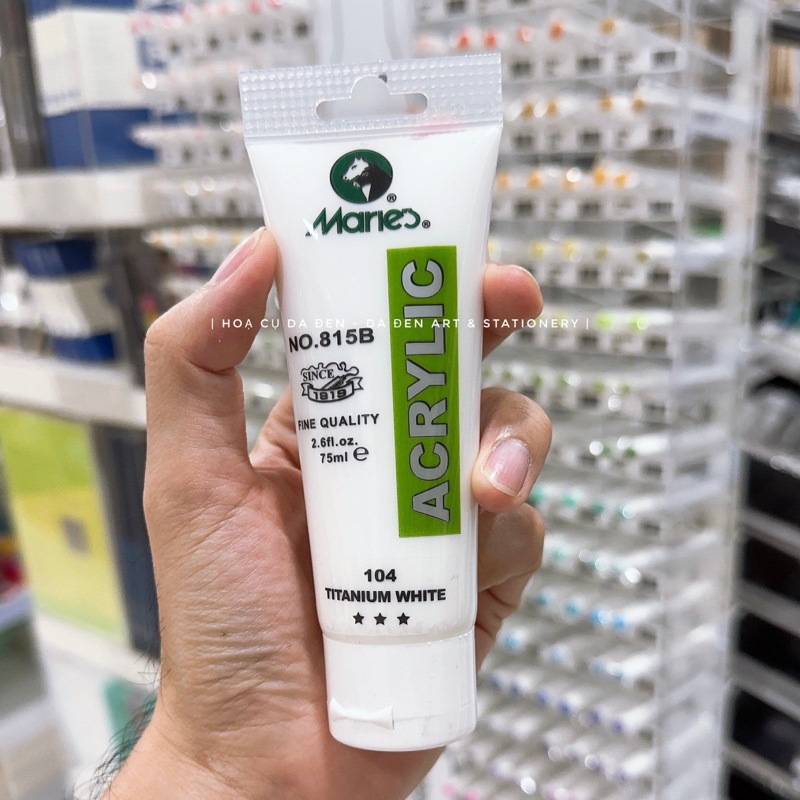 Marie's®
ACRYLIC
| HOẠ CỤ DA ĐEN - DA ĐEN ART & STATIONERY |
NO.815B
SINCE
1919
FINE QUALITY
2.6fl.oz.
75ml ℮
104
TITANIUM WHITE
★★★